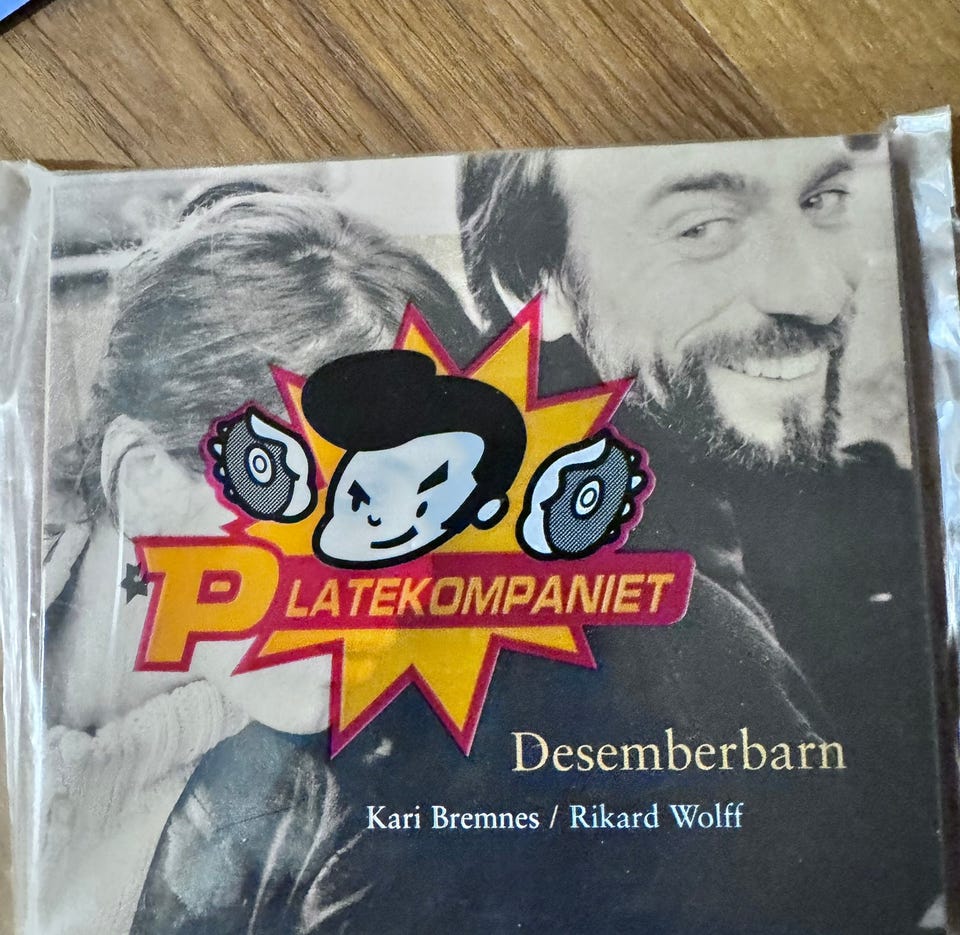 PLATEKOMPANIET
Desemberbarn
Kari Bremnes / Rikard Wolff